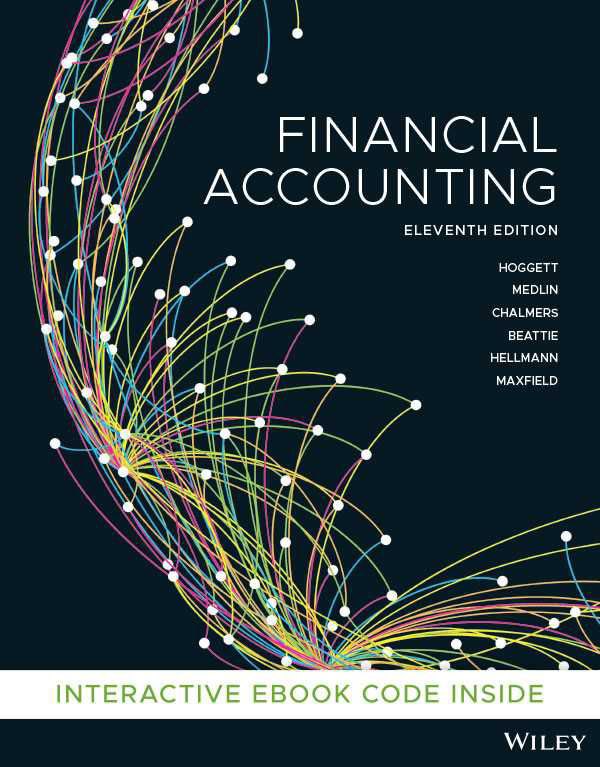 FINANCIAL
ACCOUNTING
ELEVENTH EDITION
HOGGETT
MEDLIN
CHALMERS
BEATTIE
HELLMANN
MAXFIELD
INTERACTIVE EBOOK CODE INSIDE
WILEY